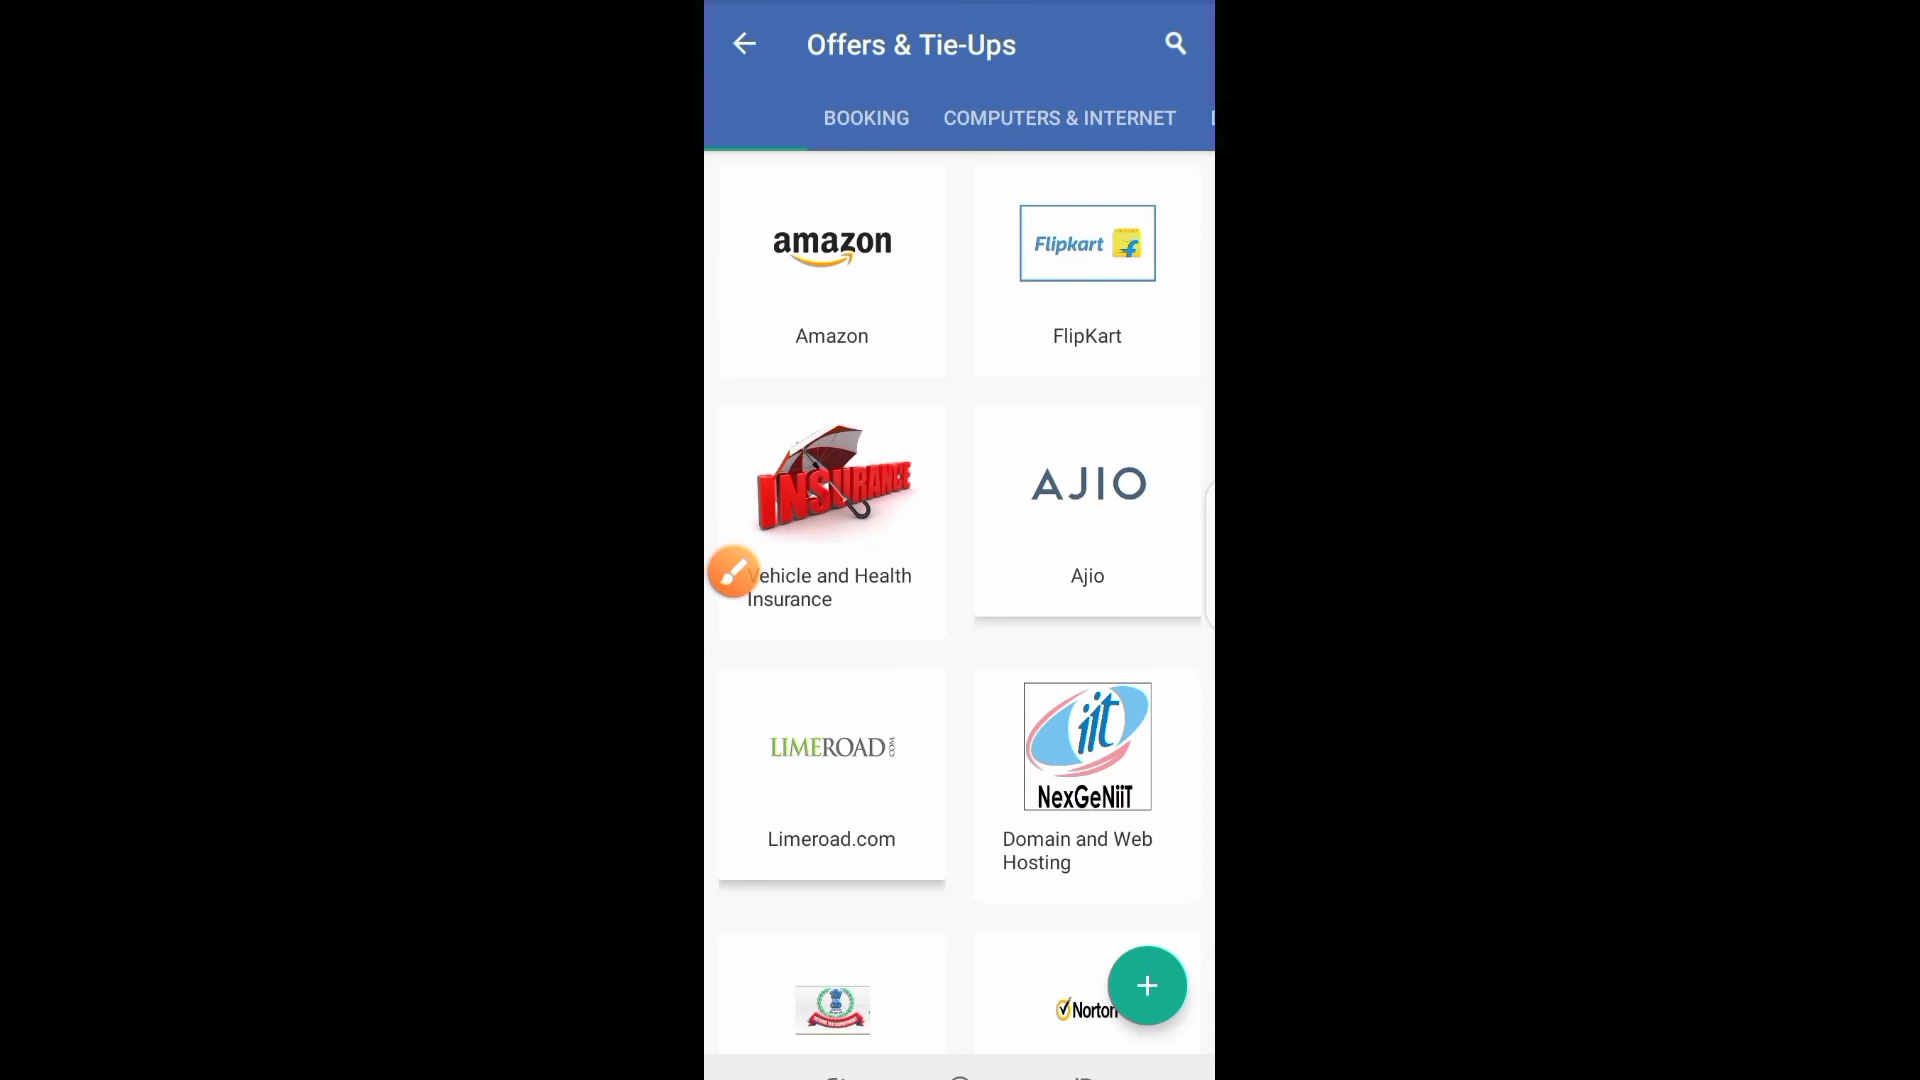 Offers & Tie-Ups
BOOKING
COMPUTERS & INTERNET
amazon
Flipkart
Amazon
FlipKart
INSURANCE
AJIO
Vehicle and Health
Insurance
Ajio
LIMEROAD.COM
iit
NexGeNiiT
Limeroad.com
Domain and Web
Hosting
Norton